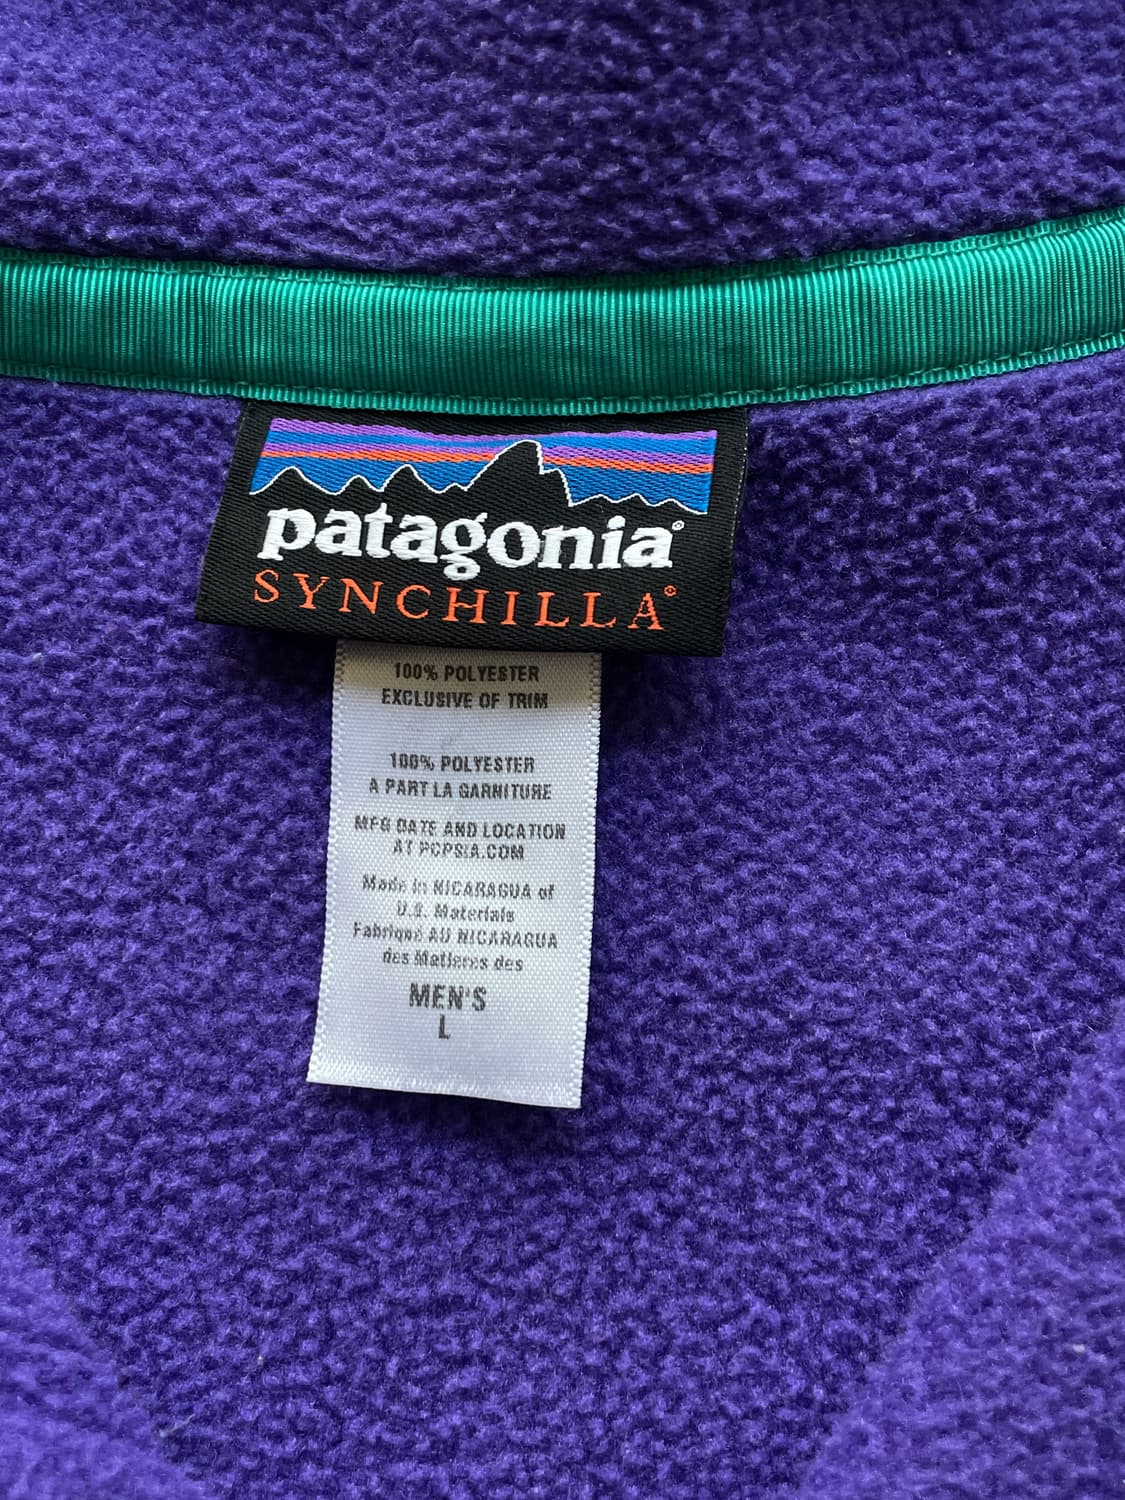 patagonia®
SYNCHILLA®
100% POLYESTER
EXCLUSIVE OF TRIM
100% POLYESTER
A PART LA GARNITURE
MFG DATE AND LOCATION
AT PCPSIA.COM
Made in NICARAGUA of
U.S. Materials
Fabriqué AU NICARAGUA
des Matieres des
MEN'S
L